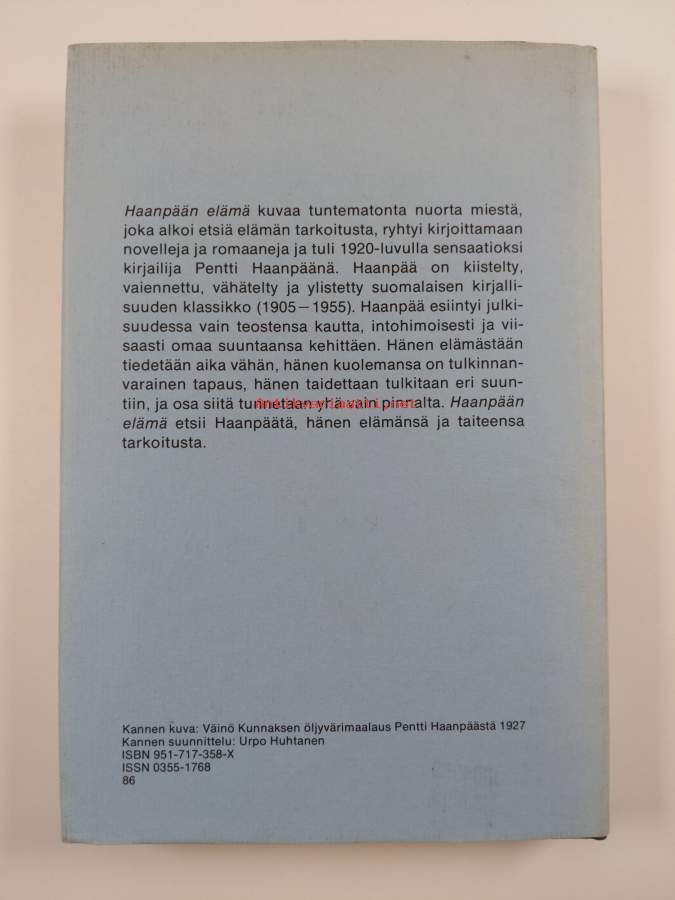 Haanpään elämä kuvaa tuntematonta nuorta miestä,
joka alkoi etsiä elämän tarkoitusta, ryhtyi kirjoittamaan
novelleja ja romaaneja ja tuli 1920-luvulla sensaatioksi
kirjailija Pentti Haanpäänä. Haanpää on kiistelty,
vaiennettu, vähätelty ja ylistetty suomalaisen kirjalli-
suuden klassikko (1905–1955). Haanpää esiintyi julki-
suudessa vain teostensa kautta, intohimoisesti ja vii-
saasti omaa suuntaansa kehittäen. Hänen elämästään
tiedetään aika vähän, hänen kuolemansa on tulkinnan-
varainen tapaus, hänen taidettaan tulkitaan eri suun-
tiin, ja osa siitä tunnetaan yhä vain pinnalta. Haanpään
Antikvariaatti.net
elämä etsii Haanpäätä, hänen elämänsä ja taiteensa
tarkoitusta.
Kannen kuva: Väinö Kunnaksen öljyvärimaalaus Pentti Haanpäästä 1927
Kannen suunnittelu: Urpo Huhtanen
ISBN 951-717-358-X
ISSN 0355-1768
86